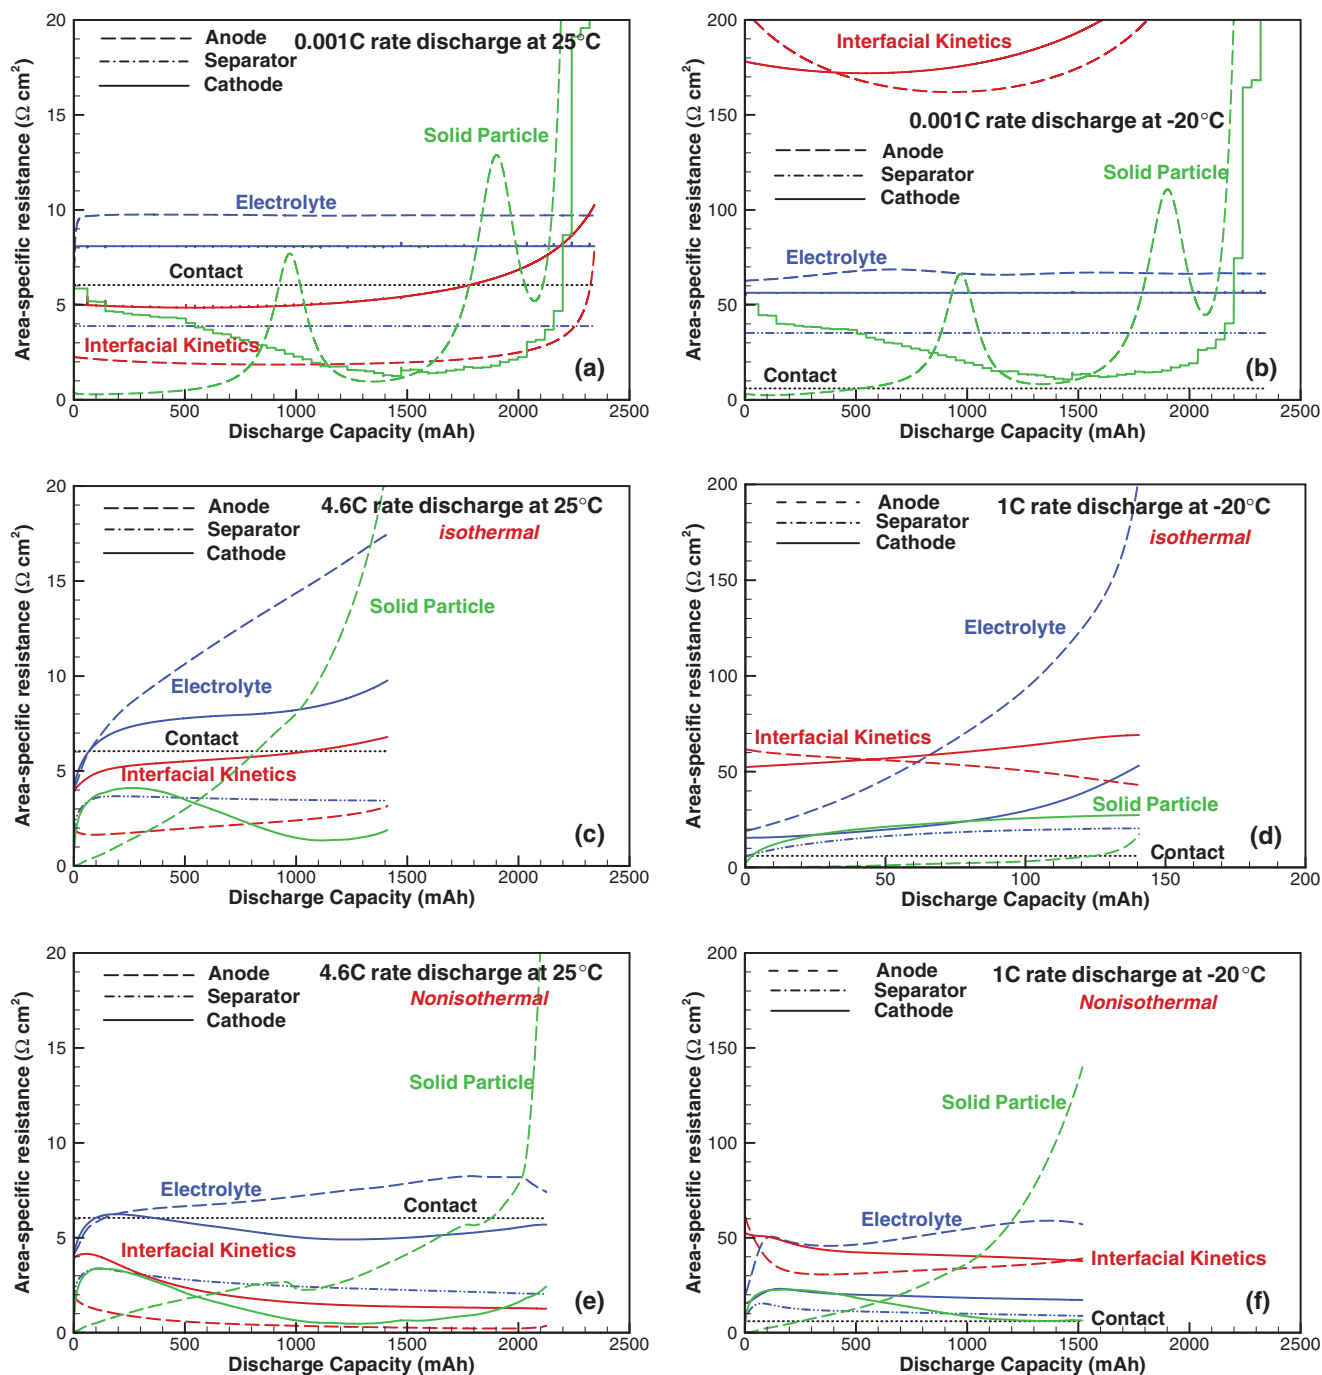 20
15
10
5
0
Area-specific resistance (Ω cm²)
Anode
Separator
Cathode
0.001C rate discharge at 25°C
Solid Particle
Electrolyte
Contact
Interfacial Kinetics
(a)
0 500 1000 1500 2000 2500
Discharge Capacity (mAh)
200
150
100
50
0
Area-specific resistance (Ω cm²)
Interfacial Kinetics
0.001C rate discharge at -20°C
Anode
Separator
Cathode
Solid Particle
Electrolyte
Contact
(b)
0 500 1000 1500 2000 2500
Discharge Capacity (mAh)
20
15
10
5
0
Area-specific resistance (Ω cm²)
Anode
Separator
Cathode
4.6C rate discharge at 25°C
isothermal
Solid Particle
Electrolyte
Contact
Interfacial Kinetics
(c)
0 500 1000 1500 2000 2500
Discharge Capacity (mAh)
200
150
100
50
0
Area-specific resistance (Ω cm²)
Anode
Separator
Cathode
1C rate discharge at -20°C
isothermal
Electrolyte
Interfacial Kinetics
Solid Particle
Contact
(d)
0 50 100 150 200
Discharge Capacity (mAh)
20
15
10
5
0
Area-specific resistance (Ω cm²)
Anode
Separator
Cathode
4.6C rate discharge at 25°C
Nonisothermal
Solid Particle
Electrolyte
Contact
Interfacial Kinetics
(e)
0 500 1000 1500 2000 2500
Discharge Capacity (mAh)
200
150
100
50
0
Area-specific resistance (Ω cm²)
Anode
Separator
Cathode
1C rate discharge at -20°C
Nonisothermal
Solid Particle
Electrolyte
Interfacial Kinetics
Contact
(f)
0 500 1000 1500 2000 2500
Discharge Capacity (mAh)